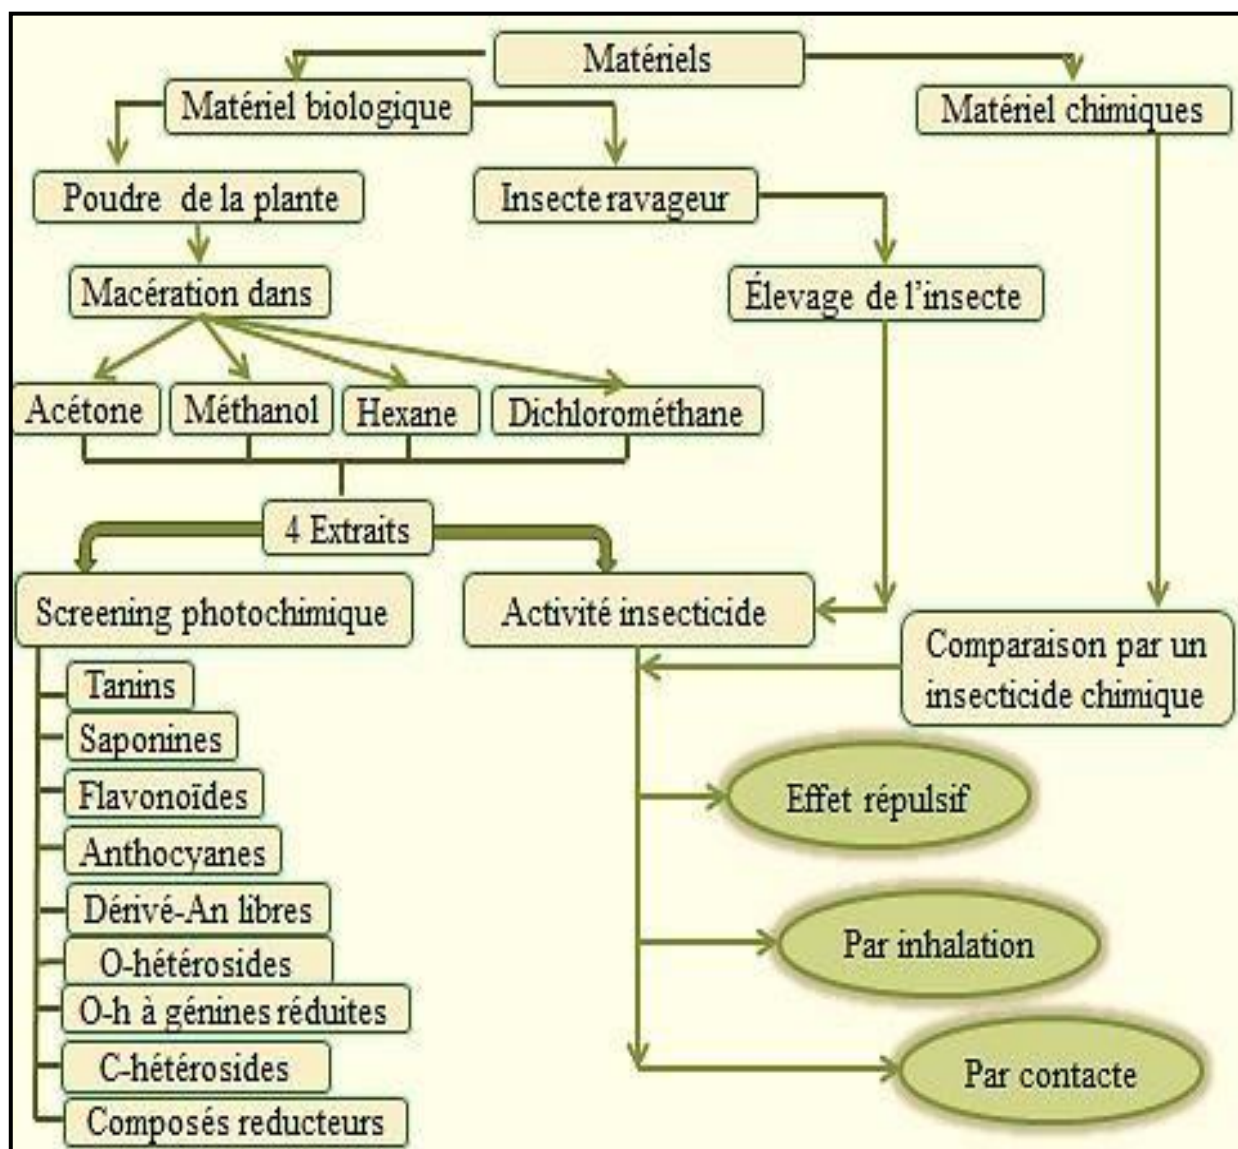 Matériels
Matériel biologique
Matériel chimiques
Poudre de la plante
Insecte ravageur
Macération dans
Élevage de l'insecte
Acétone
Méthanol
Hexane
Dichlorométhane
4 Extraits
Screening photochimique
Activité insecticide
Comparaison par un
insecticide chimique
Tanins
Saponines
Flavonoïdes
Anthocyanes
Dérivé-An libres
O-hétérosides
O-h à génines réduites
C-hétérosides
Composés reducteurs
Effet répulsif
Par inhalation
Par contacte